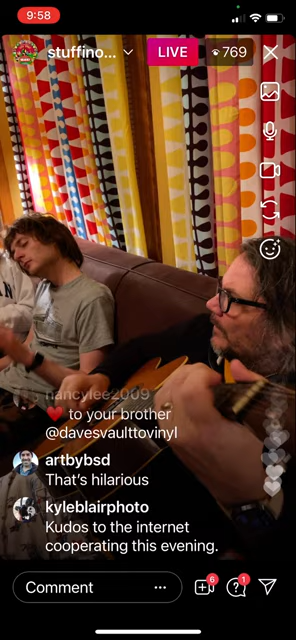 9:58
stuffino...
LIVE
769
nancylee2009
❤️ to your brother
@davesvaulttovinyl
artbybsd
That's hilarious
kyleblairphoto
Kudos to the internet
cooperating this evening.
Comment
6
1